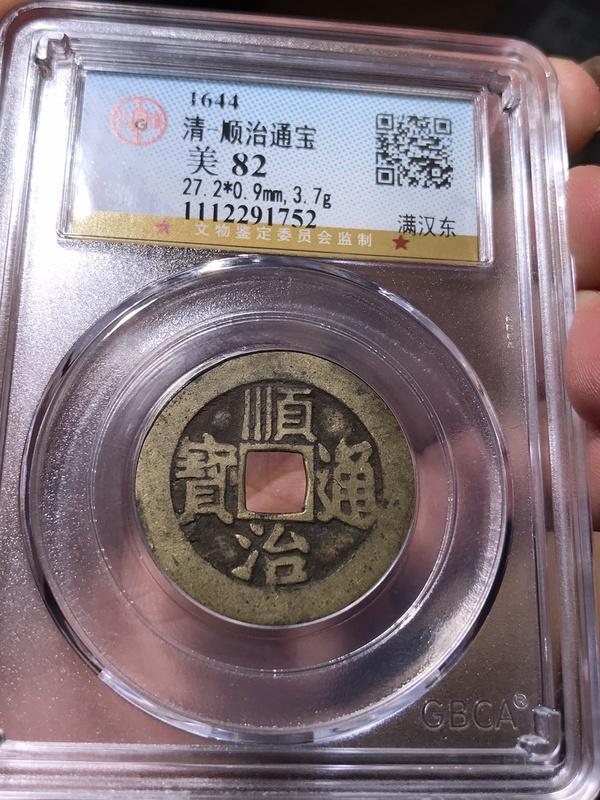 1644
清-顺治通宝
美 82
27.2*0.9mm,3.7g
1112291752
满汉东
文物鉴定委员会监制
G
順治通寶
GBCA®